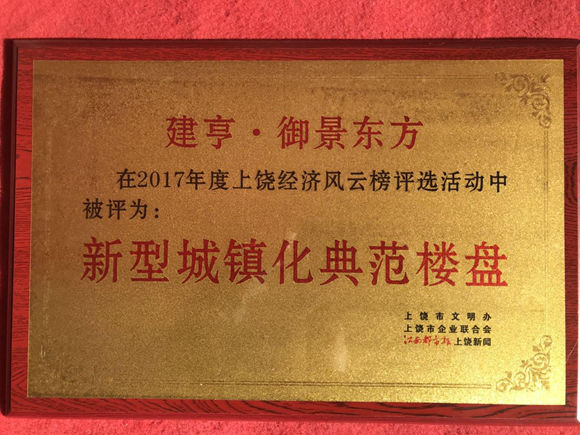 建亨·御景东方
在2017年度上饶经济风云榜评选活动中
被评为：
新型城镇化典范楼盘
上饶市文明办
上饶市企业联合会
江南都市报 上饶新闻